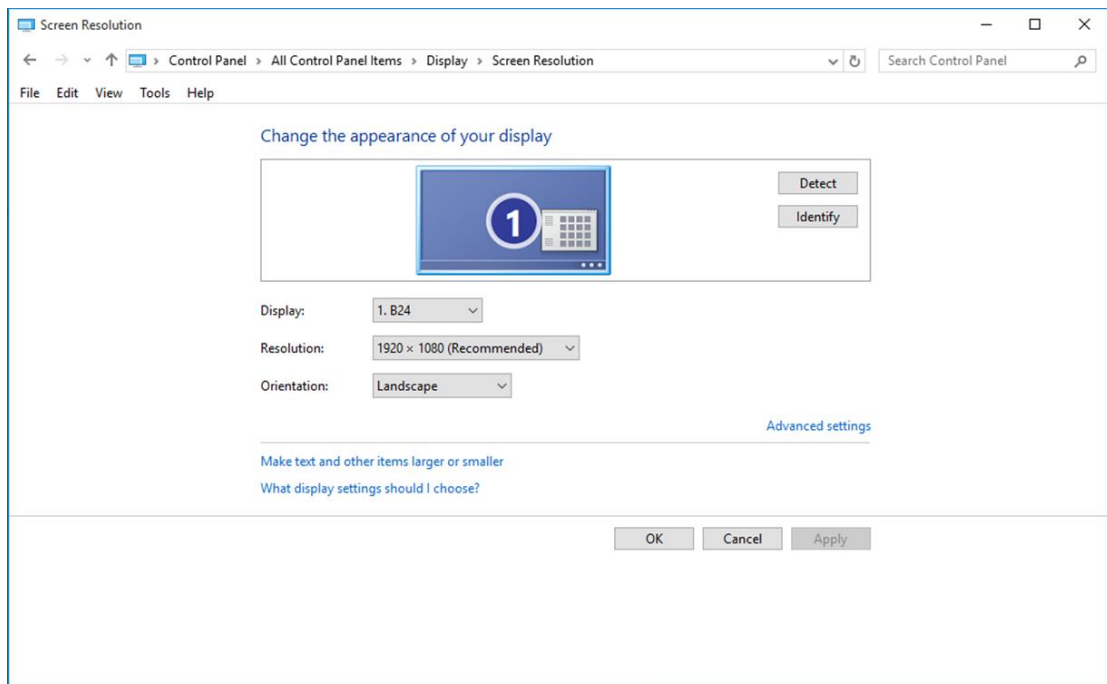 Screen Resolution
Control Panel > All Control Panel Items > Display > Screen Resolution
Search Control Panel
File Edit View Tools Help
Change the appearance of your display
1
Detect
Identify
Display: 1. B24
Resolution: 1920 × 1080 (Recommended)
Orientation: Landscape
Advanced settings
Make text and other items larger or smaller
What display settings should I choose?
OK Cancel Apply